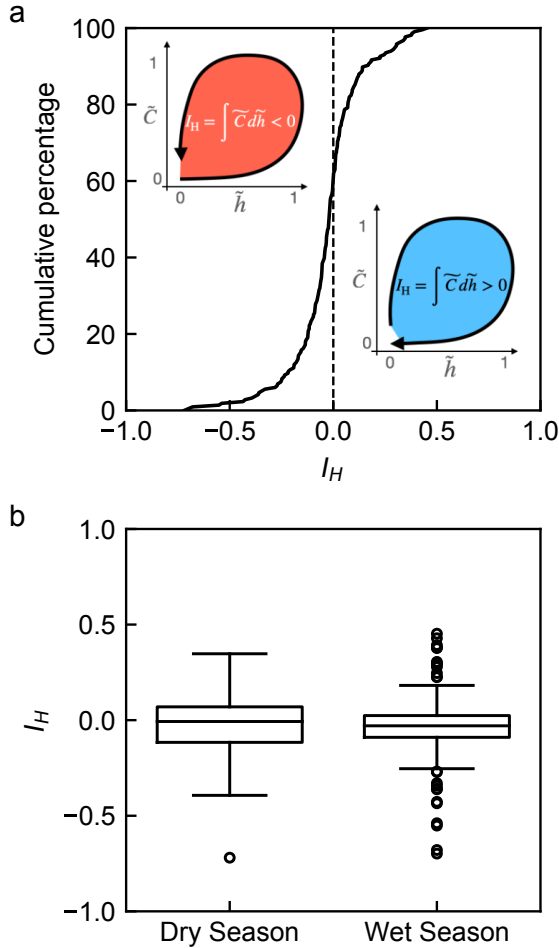 a
100
80
60
40
20
0
Cumulative percentage
1
C̃
0
0
h̃
1
I_H = ∫ C̃ dh̃ < 0
1
C̃
0
0
h̃
1
I_H = ∫ C̃ dh̃ > 0
−1.0 −0.5 0.0 0.5 1.0
I_H
b
1.0
0.5
0.0
−0.5
−1.0
I_H
Dry Season Wet Season